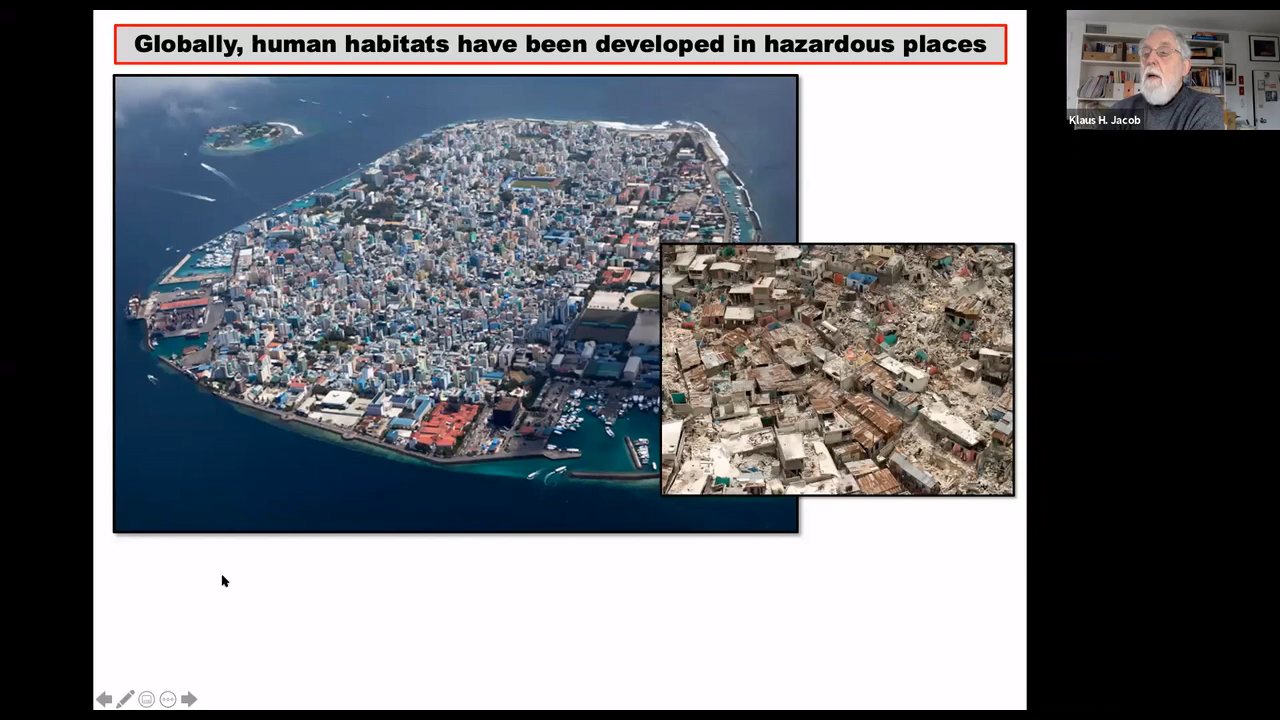 Globally, human habitats have been developed in hazardous places
Klaus H. Jacob